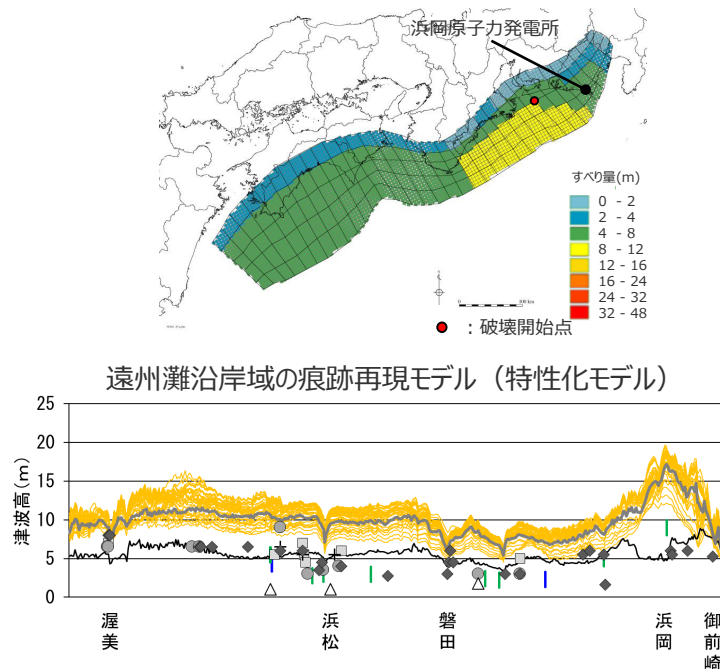 浜岡原子力発電所
すべり量(m)
0 - 2
2 - 4
4 - 8
8 - 12
12 - 16
16 - 24
24 - 32
32 - 48
：破壊開始点
遠州灘沿岸域の痕跡再現モデル（特性化モデル）
津波高(m)
25
20
15
10
5
0
渥美
浜松
磐田
浜岡
御前崎